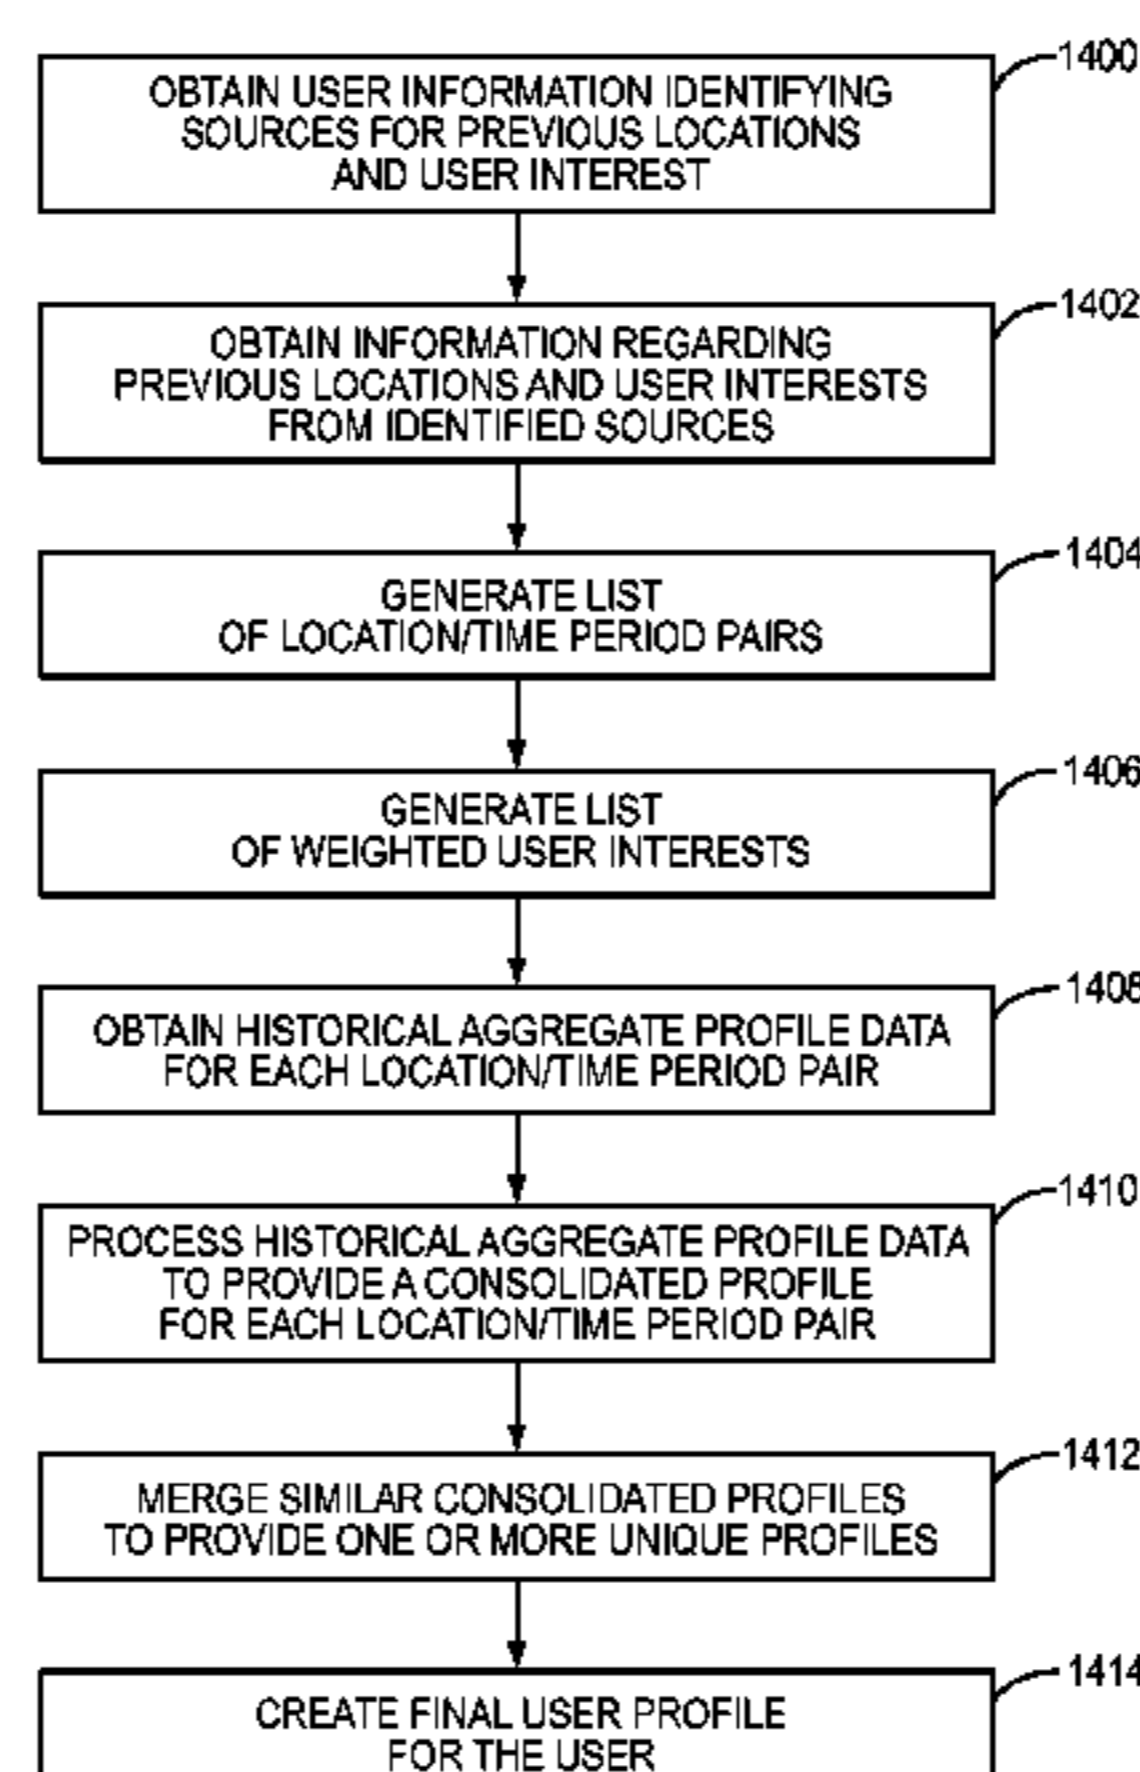 1400
OBTAIN USER INFORMATION IDENTIFYING
SOURCES FOR PREVIOUS LOCATIONS
AND USER INTEREST
1402
OBTAIN INFORMATION REGARDING
PREVIOUS LOCATIONS AND USER INTERESTS
FROM IDENTIFIED SOURCES
1404
GENERATE LIST
OF LOCATION/TIME PERIOD PAIRS
1406
GENERATE LIST
OF WEIGHTED USER INTERESTS
1408
OBTAIN HISTORICAL AGGREGATE PROFILE DATA
FOR EACH LOCATION/TIME PERIOD PAIR
1410
PROCESS HISTORICAL AGGREGATE PROFILE DATA
TO PROVIDE A CONSOLIDATED PROFILE
FOR EACH LOCATION/TIME PERIOD PAIR
1412
MERGE SIMILAR CONSOLIDATED PROFILES
TO PROVIDE ONE OR MORE UNIQUE PROFILES
1414
CREATE FINAL USER PROFILE
FOR THE USER